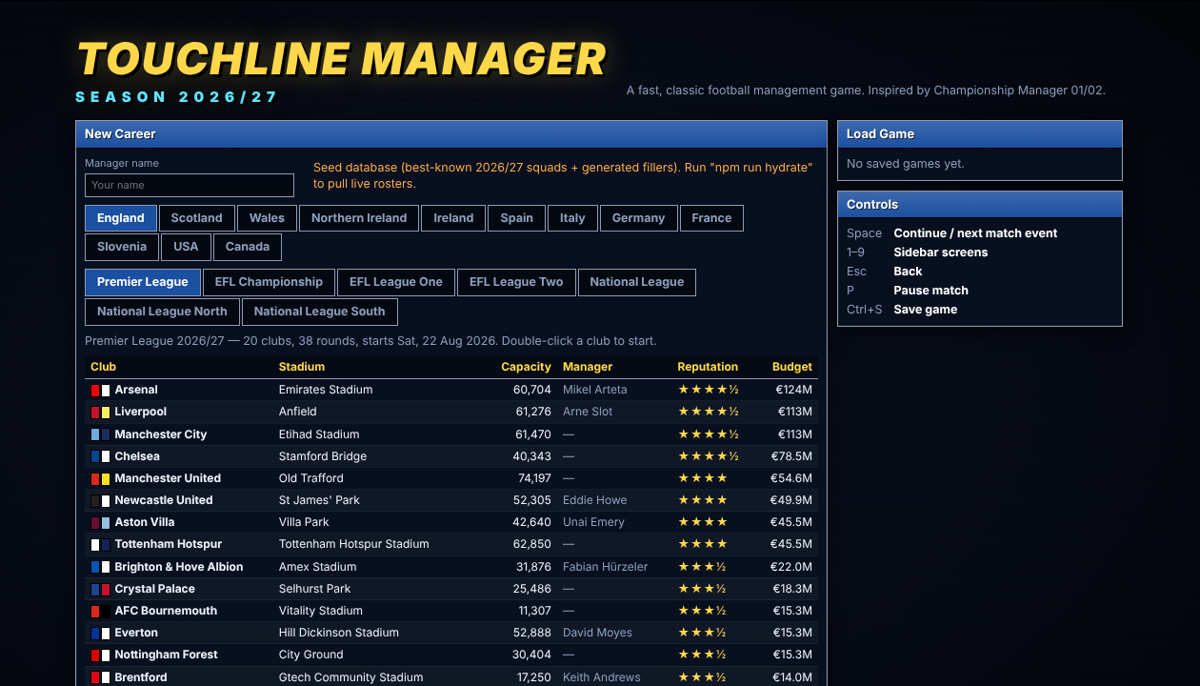 TOUCHLINE MANAGER
SEASON 2026/27
A fast, classic football management game. Inspired by Championship Manager 01/02.
New Career
Manager name
Your name
Seed database (best-known 2026/27 squads + generated fillers). Run "npm run hydrate"
to pull live rosters.
England Scotland Wales Northern Ireland Ireland Spain Italy Germany France
Slovenia USA Canada
Premier League EFL Championship EFL League One EFL League Two National League
National League North National League South
Premier League 2026/27 — 20 clubs, 38 rounds, starts Sat, 22 Aug 2026. Double-click a club to start.
Club Stadium Capacity Manager Reputation Budget
Arsenal Emirates Stadium 60,704 Mikel Arteta ★★★★½ €124M
Liverpool Anfield 61,276 Arne Slot ★★★★½ €113M
Manchester City Etihad Stadium 61,470 — ★★★★½ €113M
Chelsea Stamford Bridge 40,343 — ★★★★½ €78.5M
Manchester United Old Trafford 74,197 — ★★★★ €54.6M
Newcastle United St James' Park 52,305 Eddie Howe ★★★★ €49.9M
Aston Villa Villa Park 42,640 Unai Emery ★★★★ €45.5M
Tottenham Hotspur Tottenham Hotspur Stadium 62,850 — ★★★★ €45.5M
Brighton & Hove Albion Amex Stadium 31,876 Fabian Hürzeler ★★★½ €22.0M
Crystal Palace Selhurst Park 25,486 — ★★★½ €18.3M
AFC Bournemouth Vitality Stadium 11,307 — ★★★½ €15.3M
Everton Hill Dickinson Stadium 52,888 David Moyes ★★★½ €15.3M
Nottingham Forest City Ground 30,404 — ★★★½ €15.3M
Brentford Gtech Community Stadium 17,250 Keith Andrews ★★★½ €14.0M
Load Game
No saved games yet.
Controls
Space Continue / next match event
1–9 Sidebar screens
Esc Back
P Pause match
Ctrl+S Save game